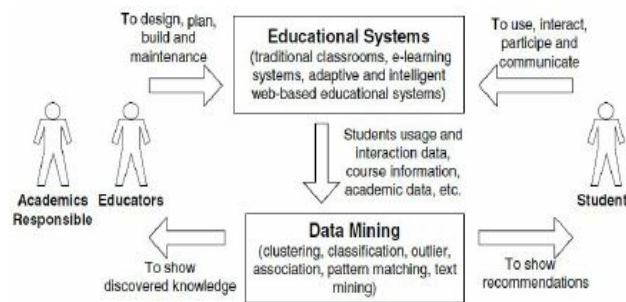 To design, plan,
build and
maintenance
Educational Systems
(traditional classrooms, e-learning
systems, adaptive and intelligent
web-based educational systems)
To use, interact,
participe and
communicate
Students usage and
interaction data,
course information,
academic data, etc.
Academics
Responsible
Educators
Student
Data Mining
(clustering, classification, outlier,
association, pattern matching, text
mining)
To show
discovered knowledge
To show
recommendations